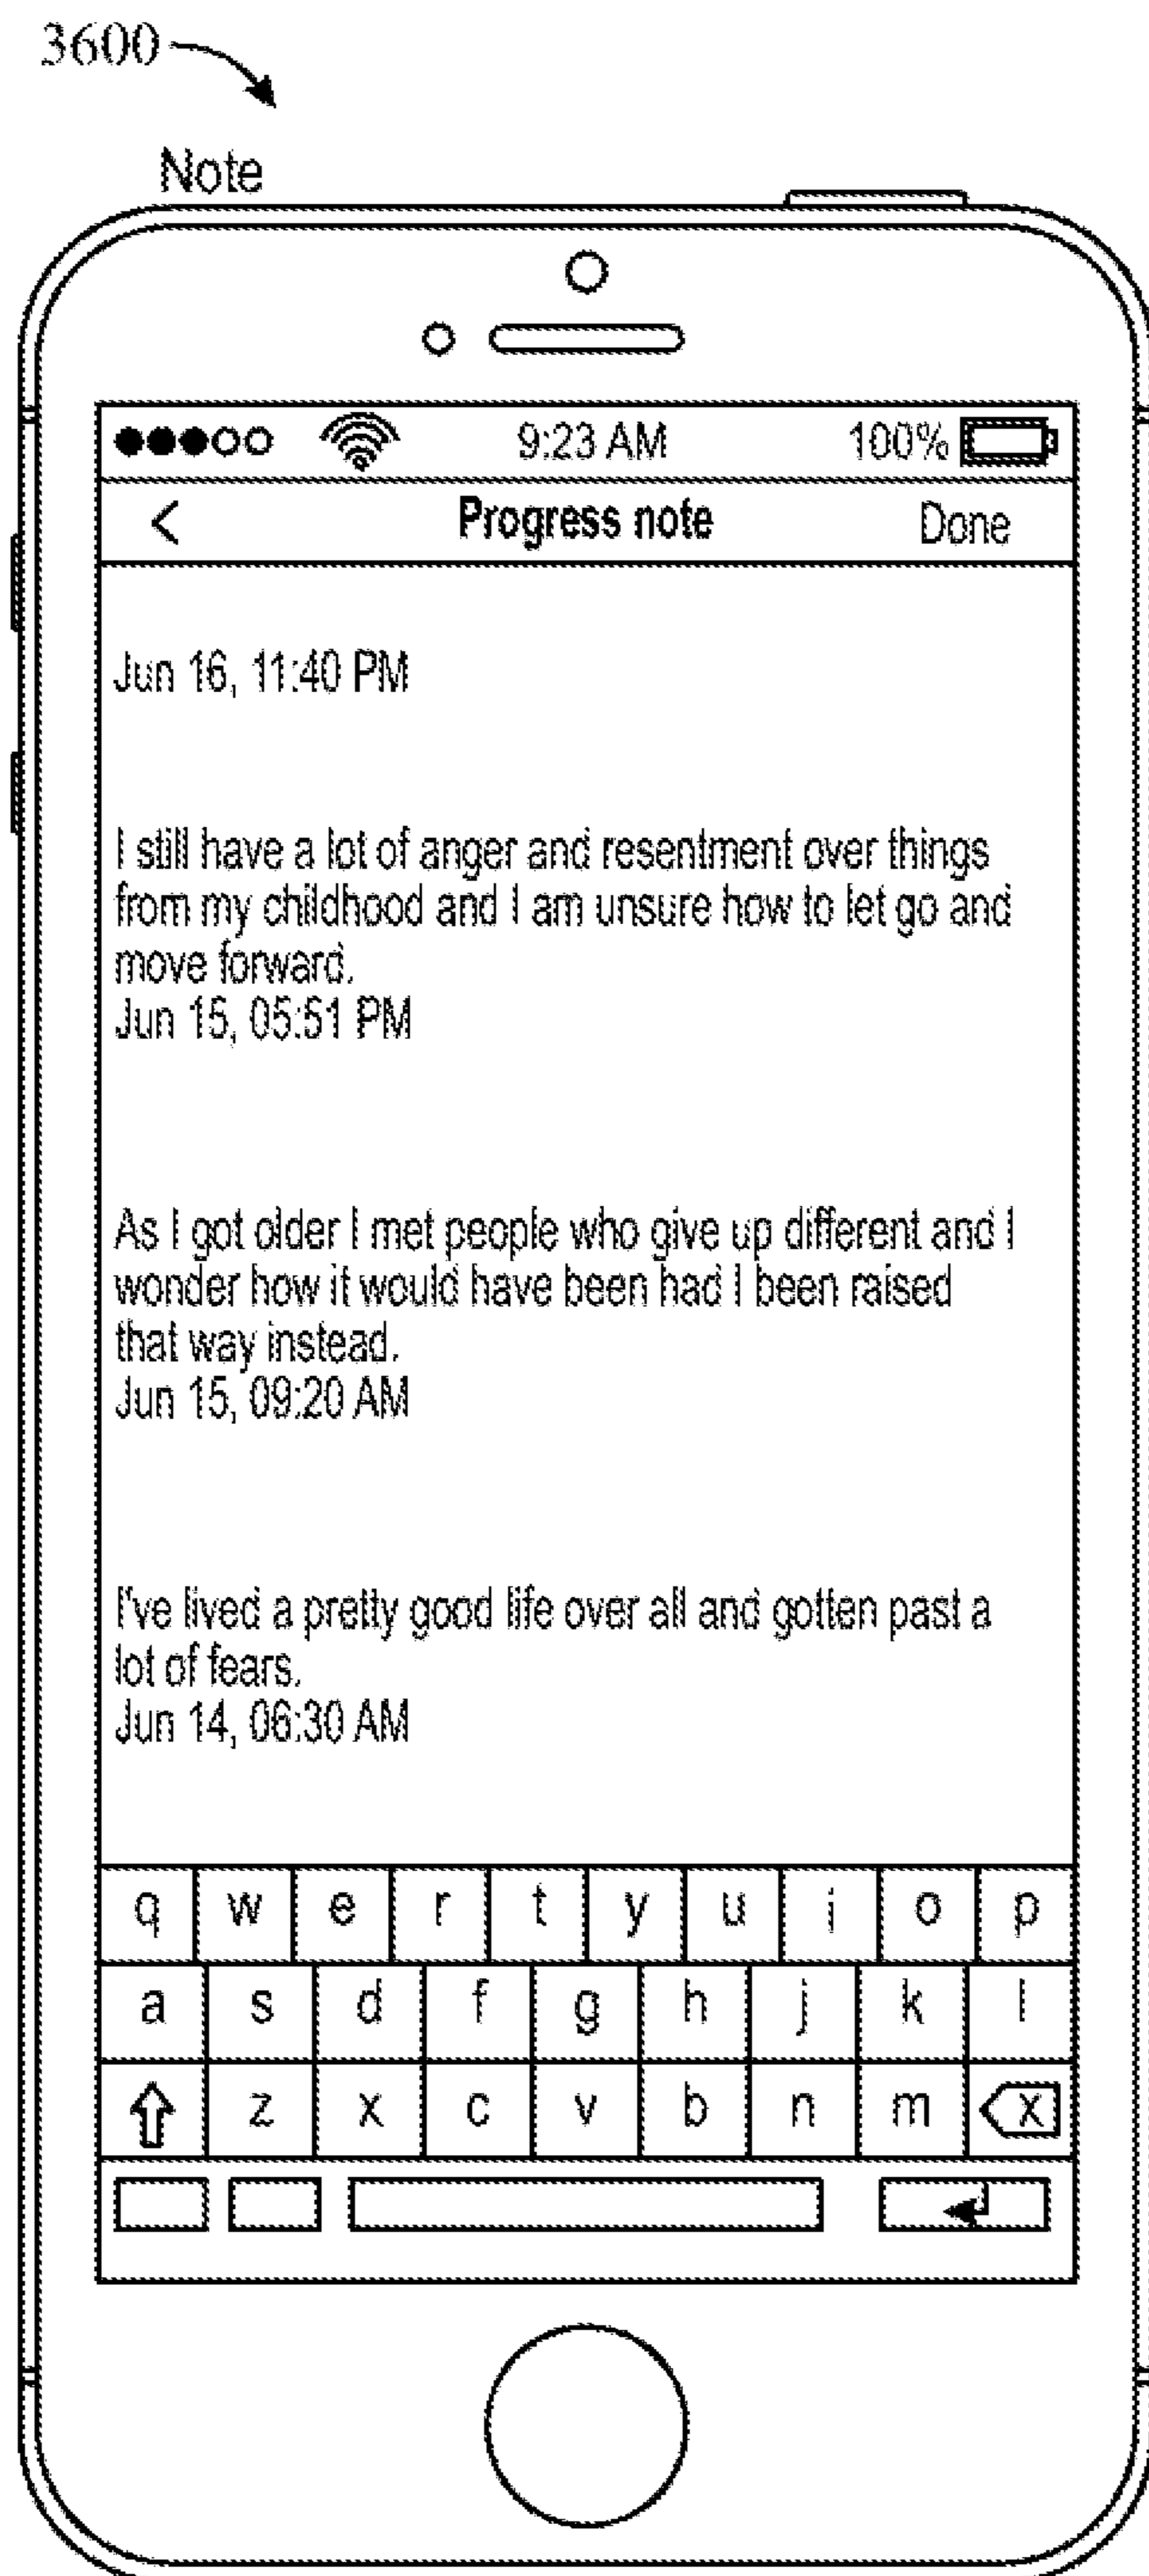 3600
Note
9:23 AM 100%
< Progress note Done
Jun 16, 11:40 PM
I still have a lot of anger and resentment over things
from my childhood and I am unsure how to let go and
move forward.
Jun 15, 05:51 PM
As I got older I met people who give up different and I
wonder how it would have been had I been raised
that way instead.
Jun 15, 09:20 AM
I've lived a pretty good life over all and gotten past a
lot of fears.
Jun 14, 06:30 AM
q w e r t y u i o p
a s d f g h j k l
z x c v b n m x